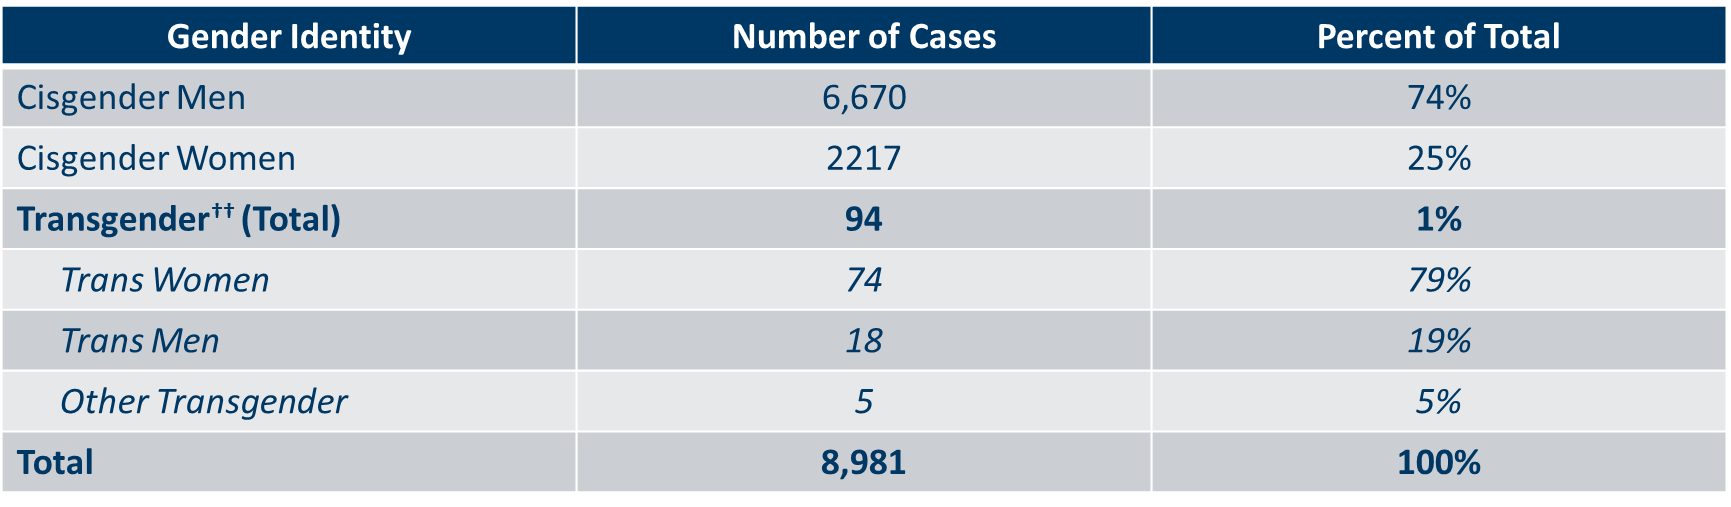 Gender Identity Number of Cases Percent of Total
Cisgender Men 6,670 74%
Cisgender Women 2217 25%
Transgender†† (Total) 94 1%
Trans Women 74 79%
Trans Men 18 19%
Other Transgender 5 5%
Total 8,981 100%